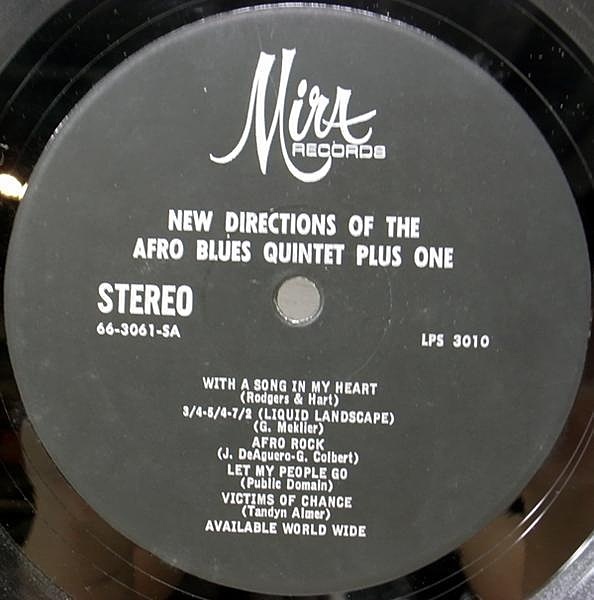 Mira
RECORDS
NEW DIRECTIONS OF THE
AFRO BLUES QUINTET PLUS ONE
STEREO
66-3061-SA
LPS 3010
WITH A SONG IN MY HEART
(Rodgers & Hart)
3/4-6/4-7/2 (LIQUID LANDSCAPE)
(G. Meklier)
AFRO ROCK
(J. DeAguero-G. Colbert)
LET MY PEOPLE GO
(Public Domain)
VICTIMS OF CHANCE
(Tandyn Almer)
AVAILABLE WORLD WIDE